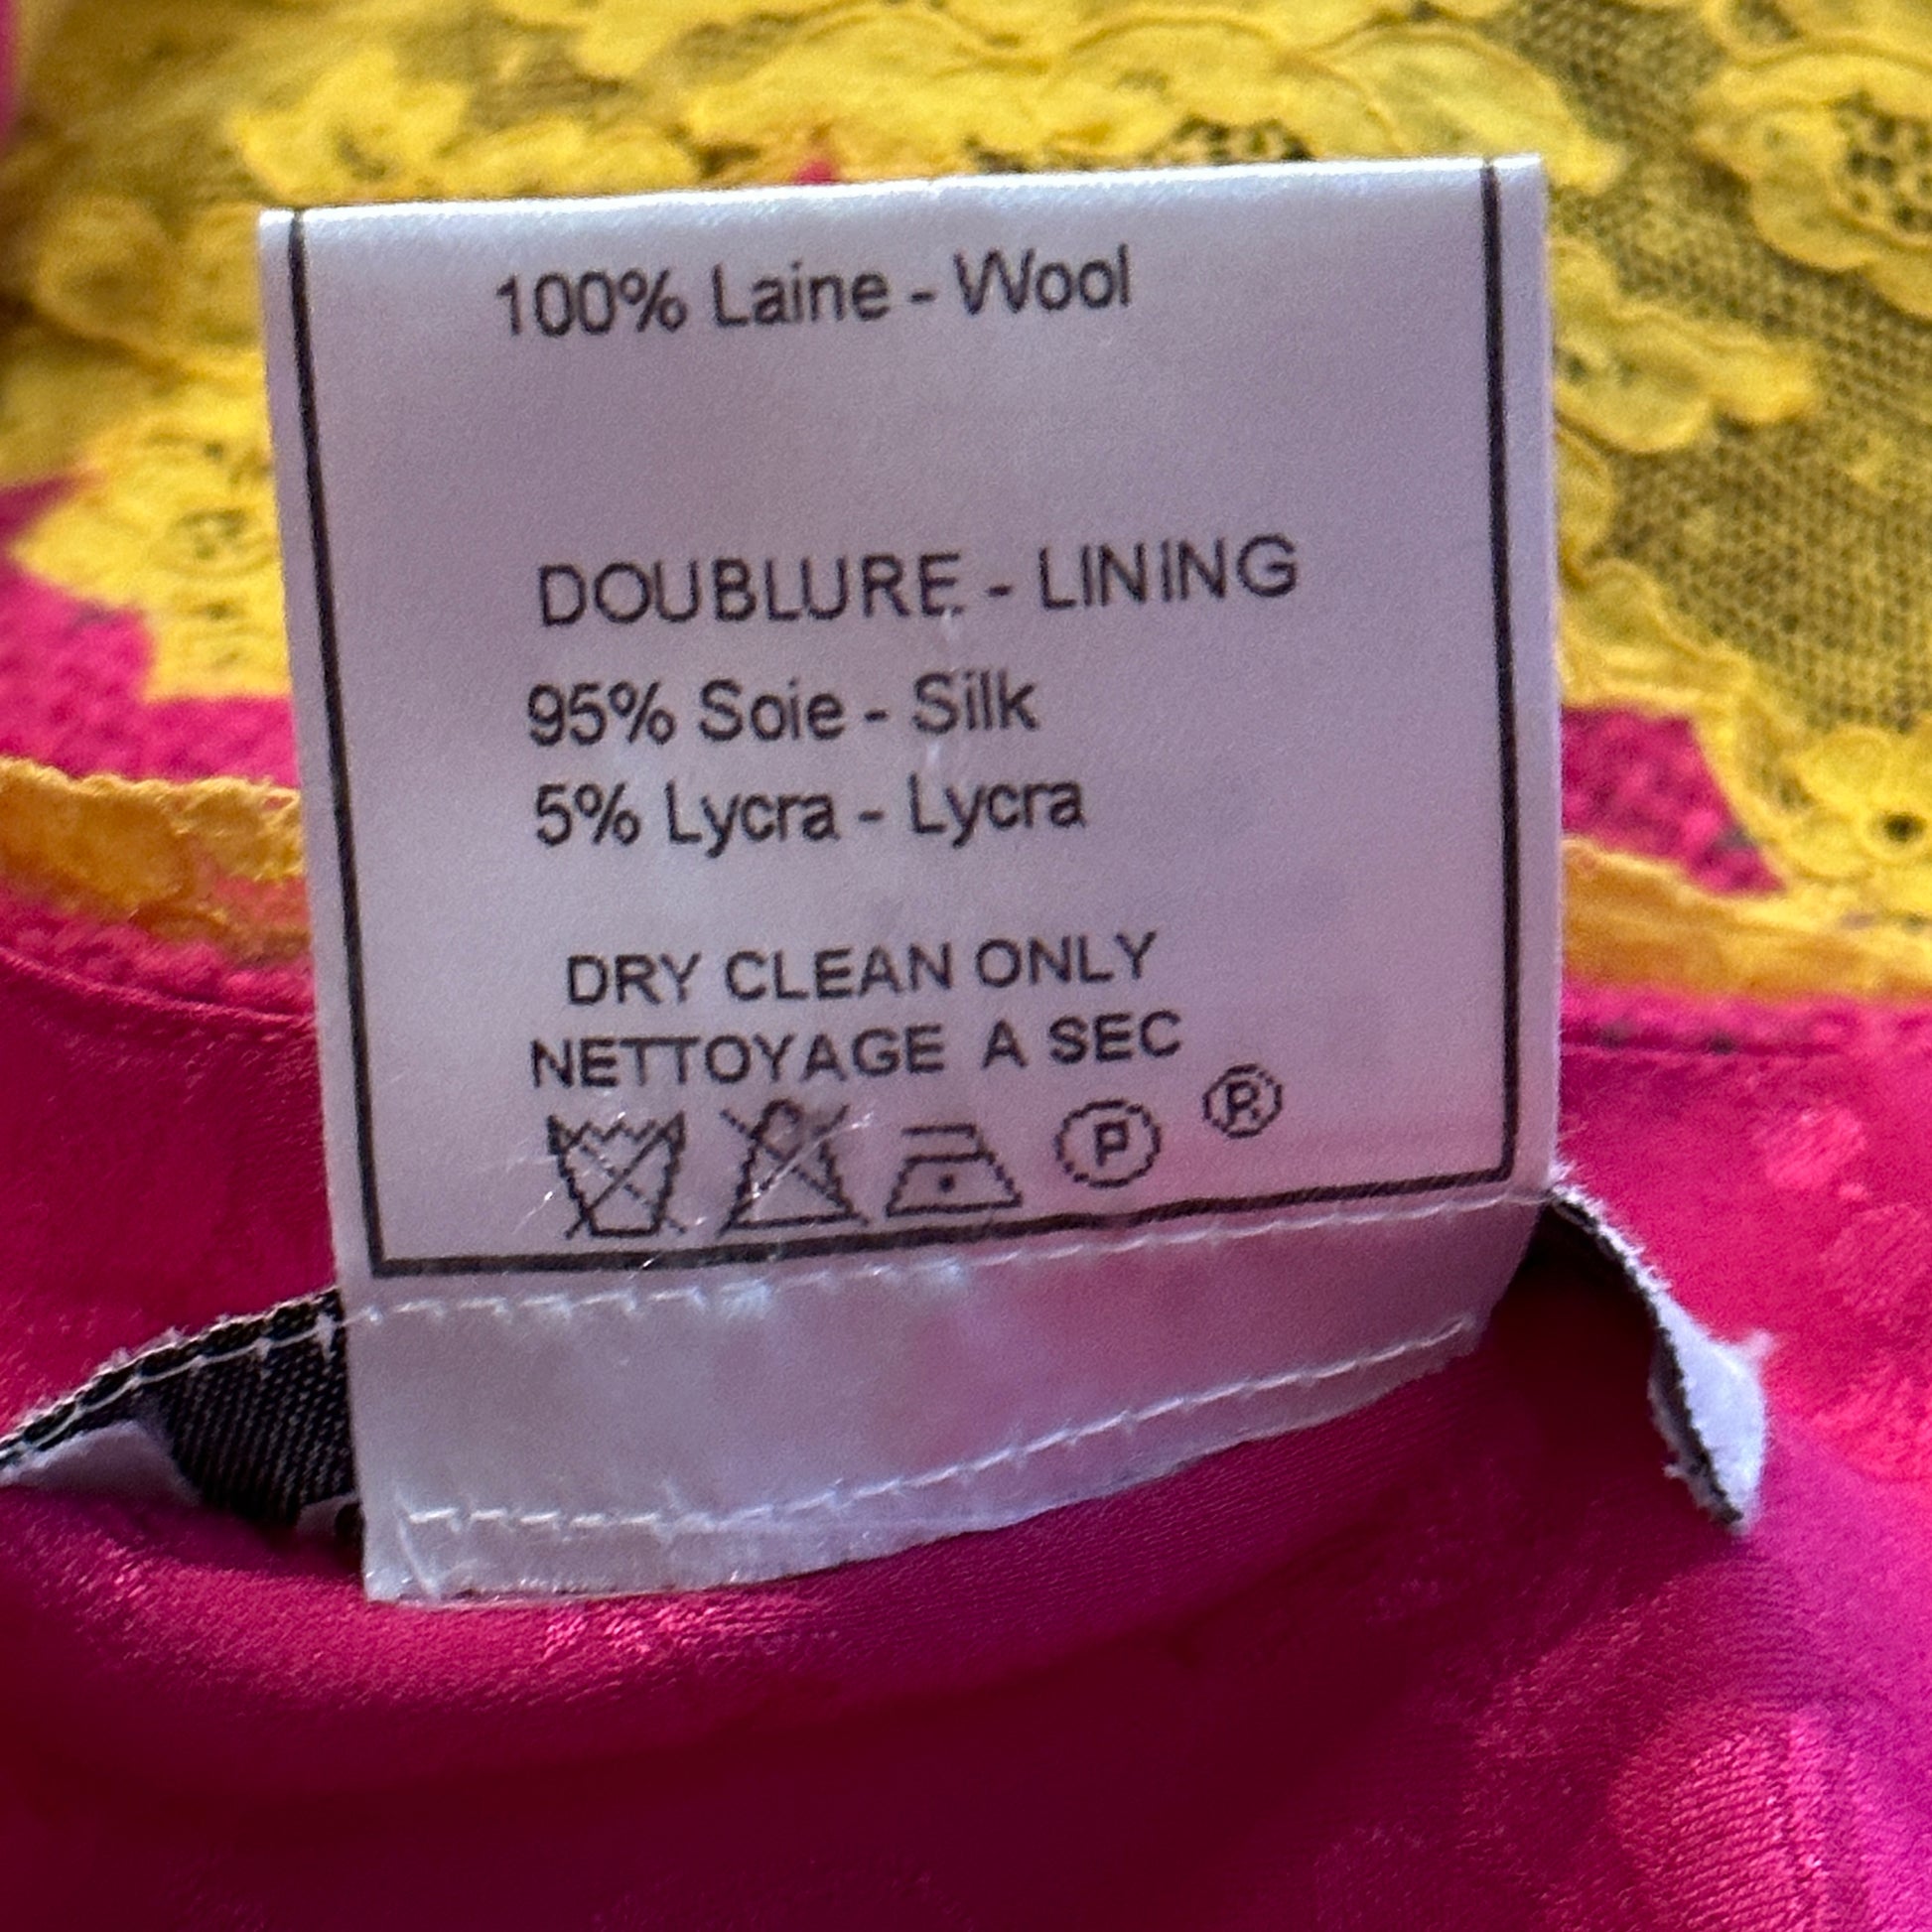 100% Laine - Wool
DOUBLURE - LINING
95% Soie - Silk
5% Lycra - Lycra
DRY CLEAN ONLY
NETTOYAGE A SEC
P ®